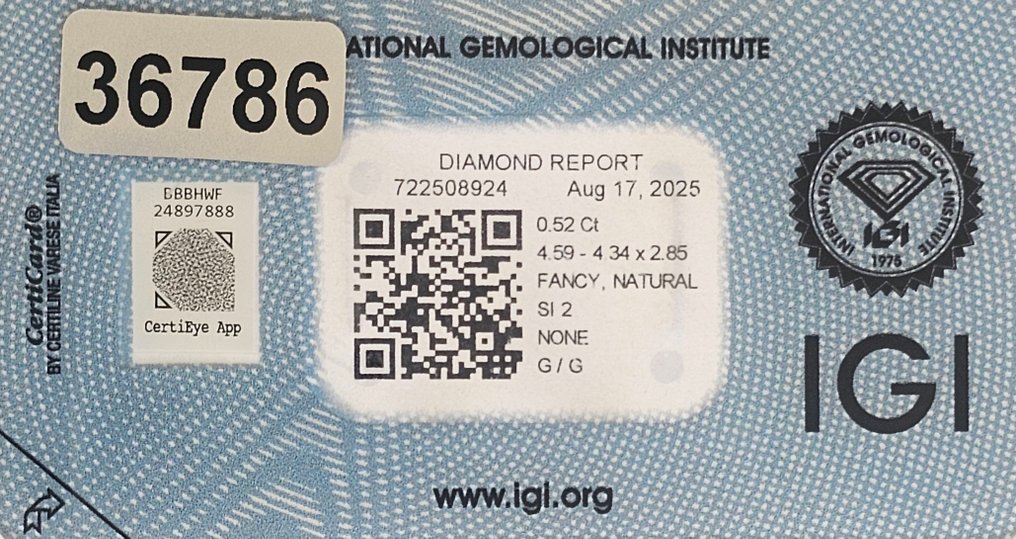 36786
ATIONAL GEMOLOGICAL INSTITUTE
DIAMOND REPORT
722508924 Aug 17, 2025
0.52 Ct
4.59 - 4.34 x 2.85
FANCY, NATURAL
SI 2
NONE
G / G
BBBHWF
24897888
CertiEye App
CertiCard®
BY CERTILINE VARESE ITALIA
INTERNATIONAL GEMOLOGICAL INSTITUTE
IGI
1975
IGI
www.igi.org